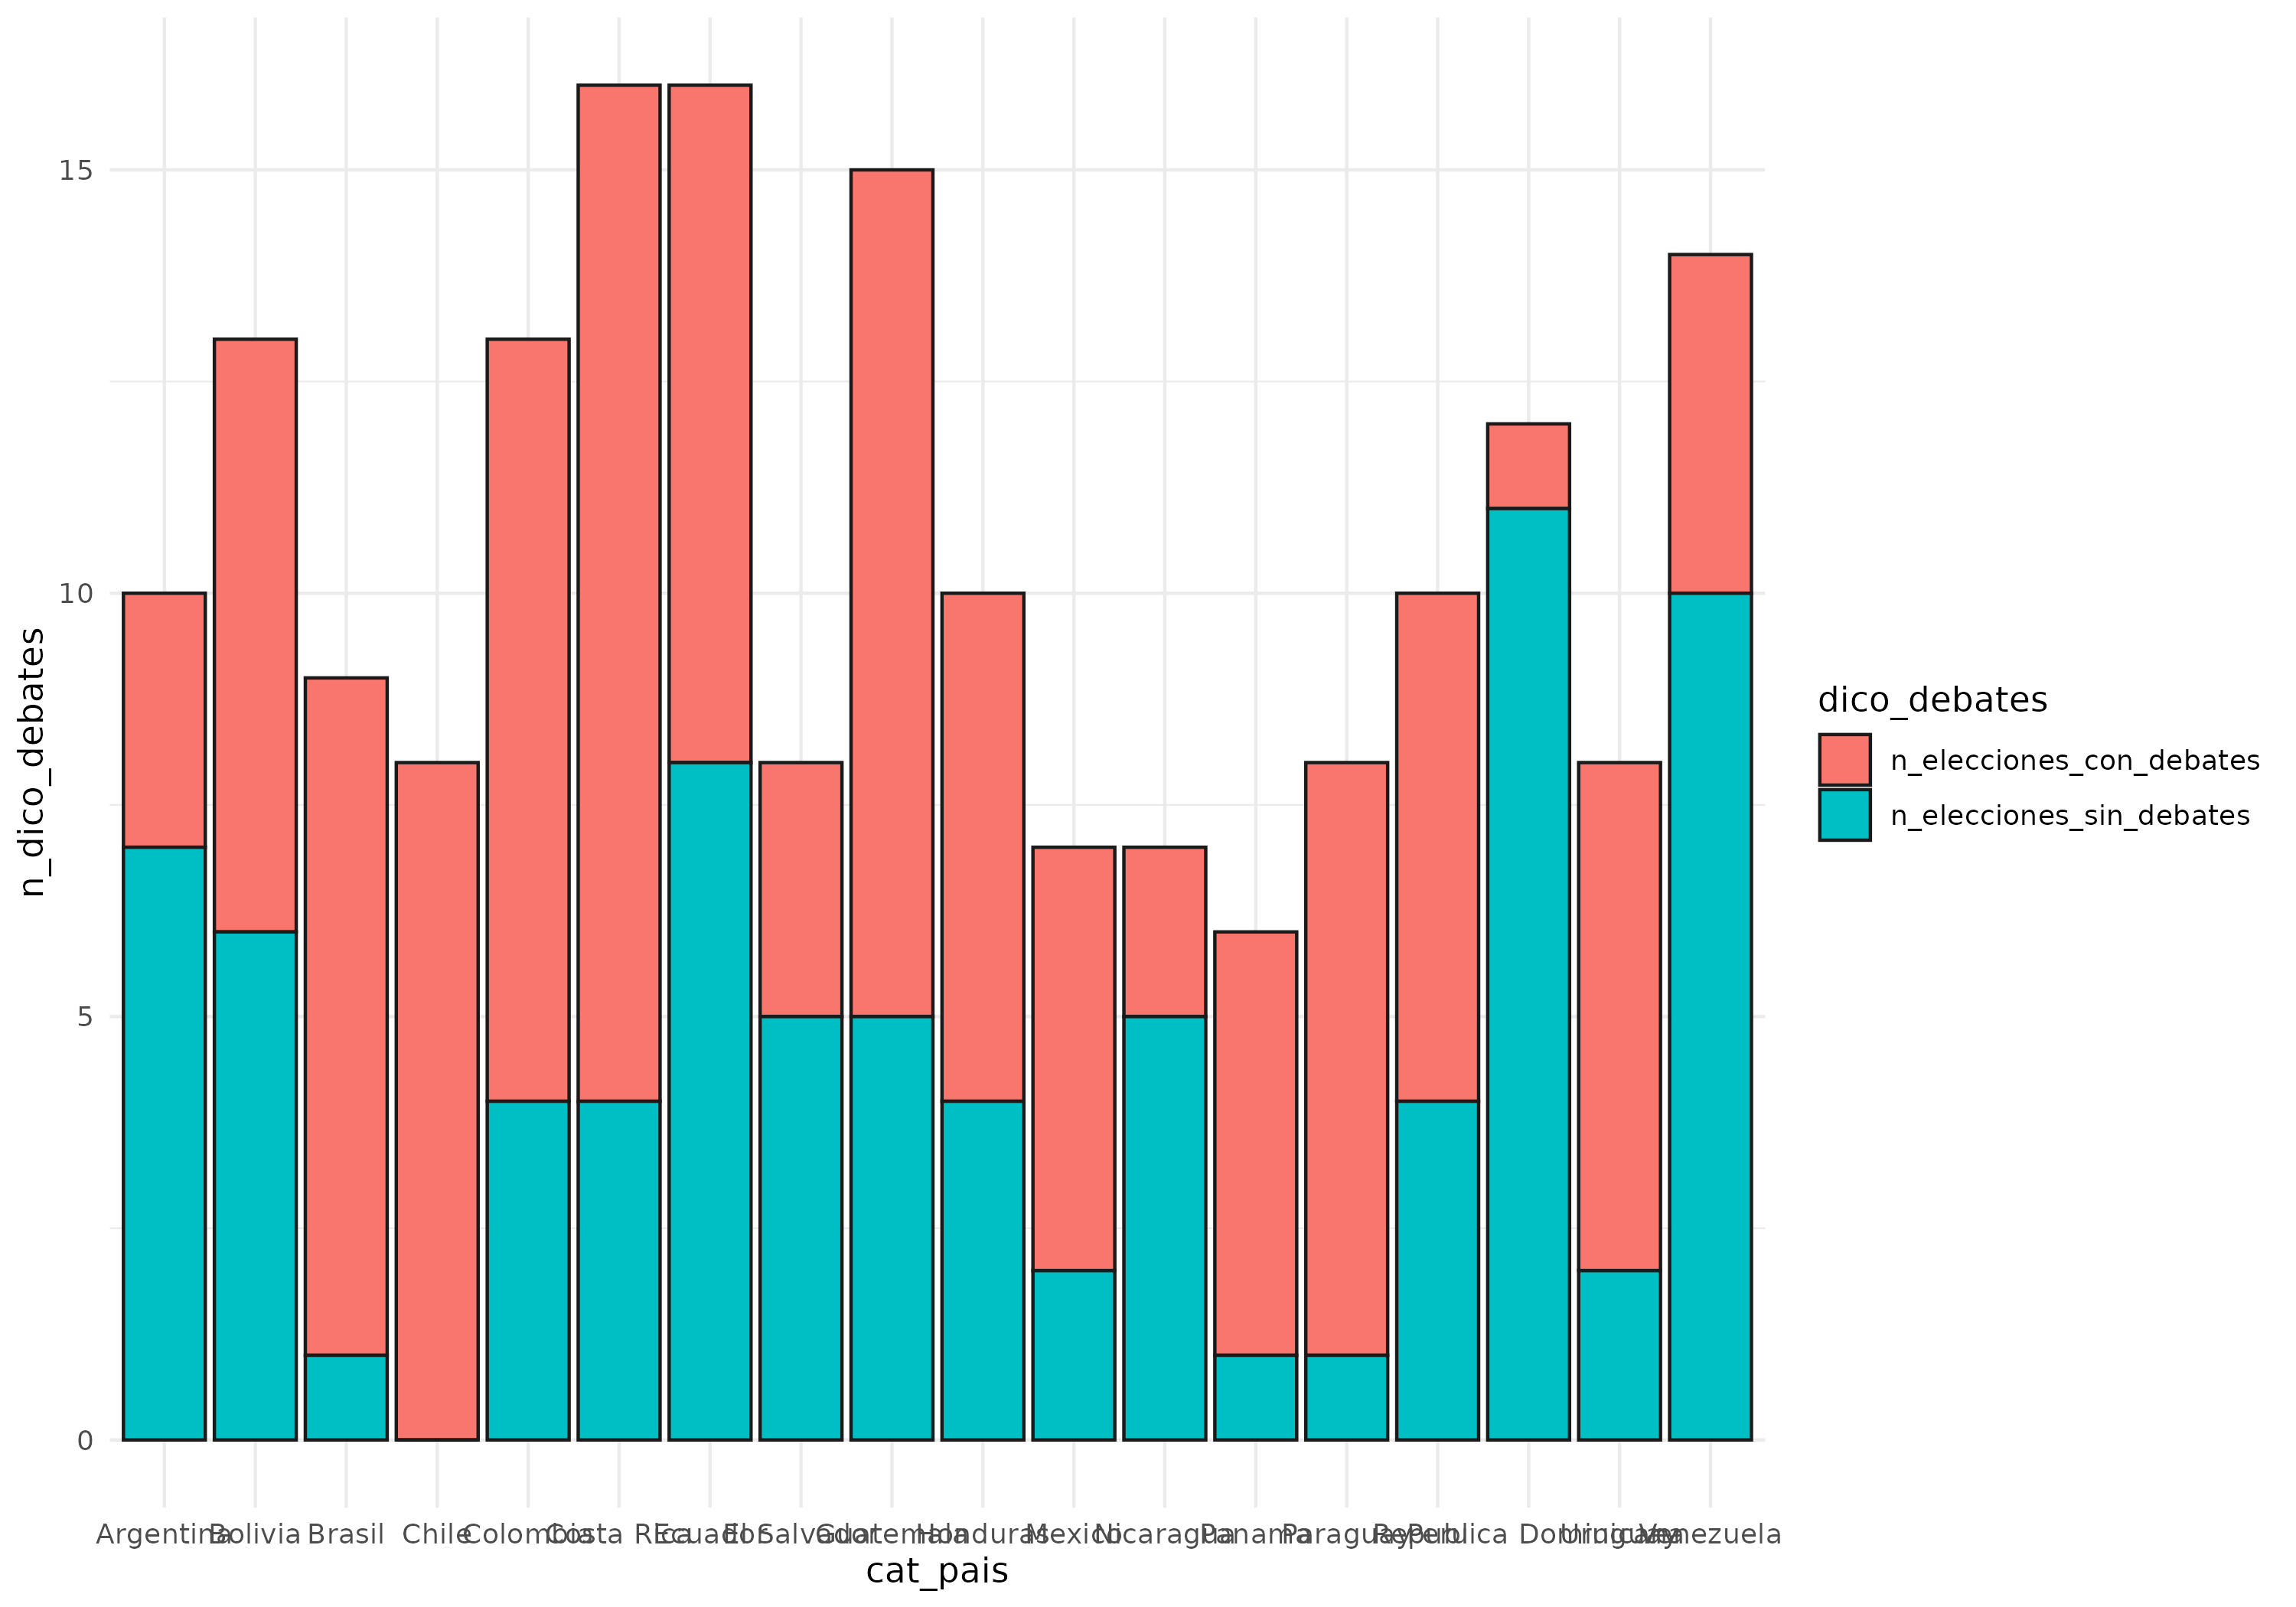 15
10
5
0
n_dico_debates
Argentina
Bolivia
Brasil
Chile
Colombia
Costa Rica
Ecuador
El Salvador
Guatemala
Honduras
Mexico
Nicaragua
Panama
Paraguay
Peru
Republica Dominicana
Uruguay
Venezuela
cat_pais
dico_debates
n_elecciones_con_debates
n_elecciones_sin_debates